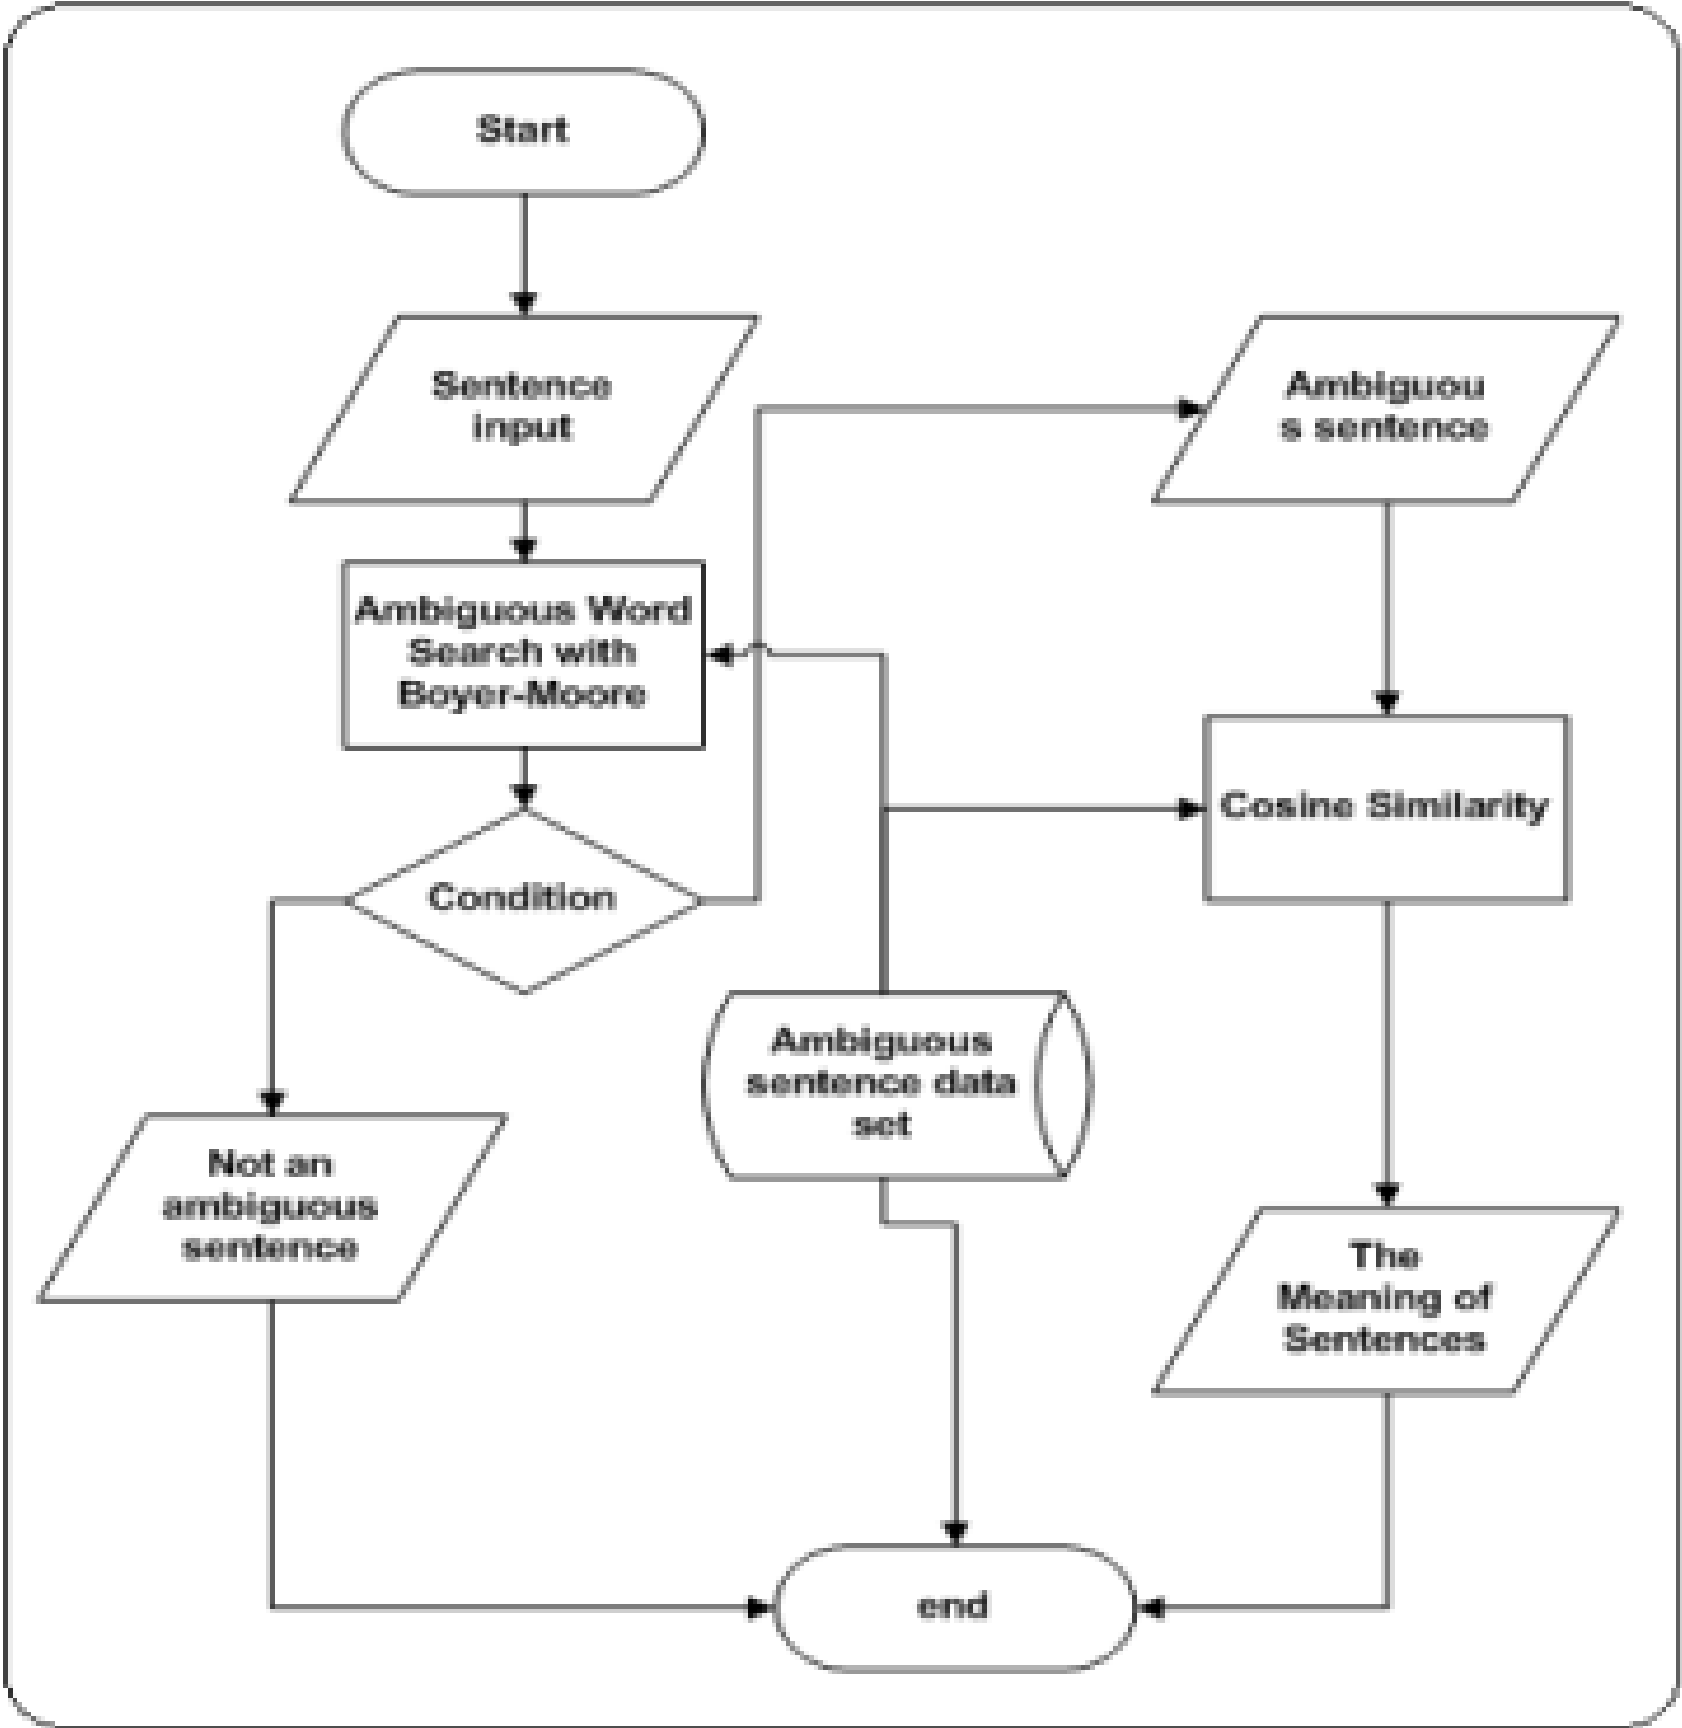 Start
Sentence
input
Ambiguou
s sentence
Ambiguous Word
Search with
Boyer-Moore
Cosine Similarity
Condition
Ambiguous
sentence data
set
Not an
ambiguous
sentence
The
Meaning of
Sentences
end